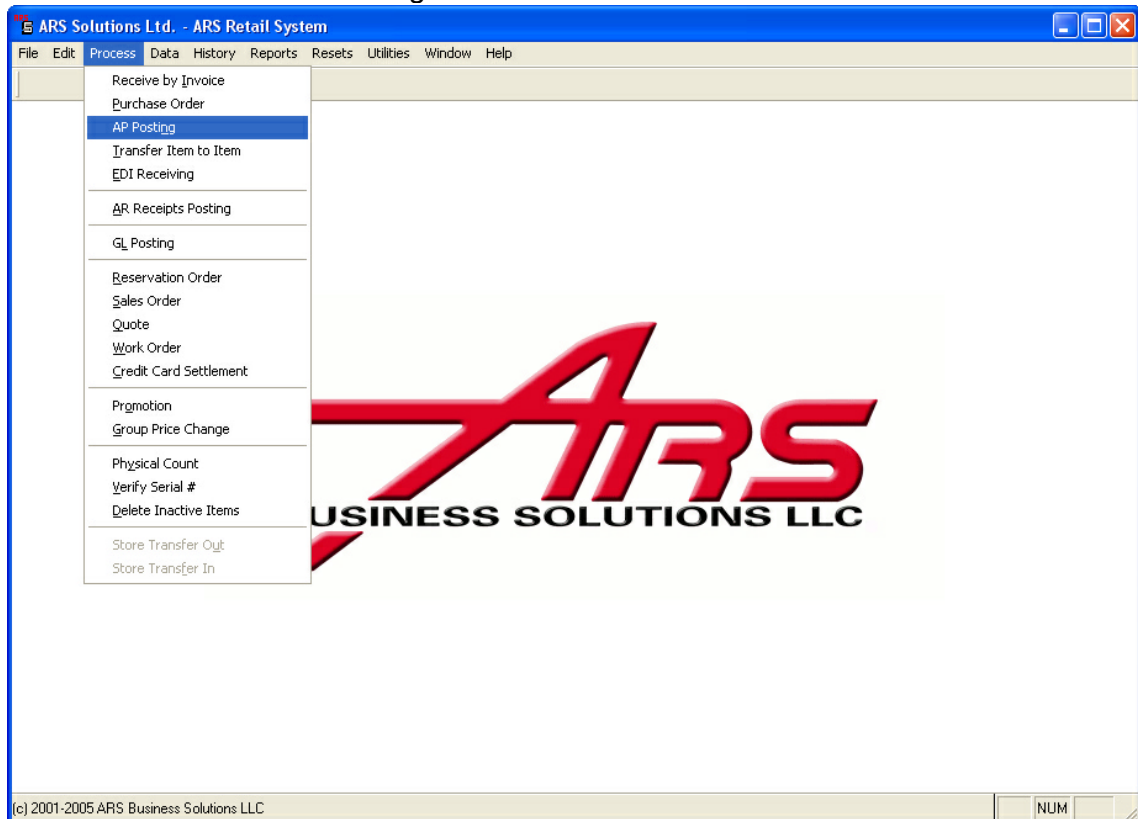 ARS Solutions Ltd. - ARS Retail System
File Edit Process Data History Reports Resets Utilities Window Help
Receive by Invoice
Purchase Order
AP Posting
Transfer Item to Item
EDI Receiving
AR Receipts Posting
GL Posting
Reservation Order
Sales Order
Quote
Work Order
Credit Card Settlement
Promotion
Group Price Change
Physical Count
Verify Serial #
Delete Inactive Items
Store Transfer Out
Store Transfer In
ARS
USINESS SOLUTIONS LLC
(c) 2001-2005 ARS Business Solutions LLC NUM